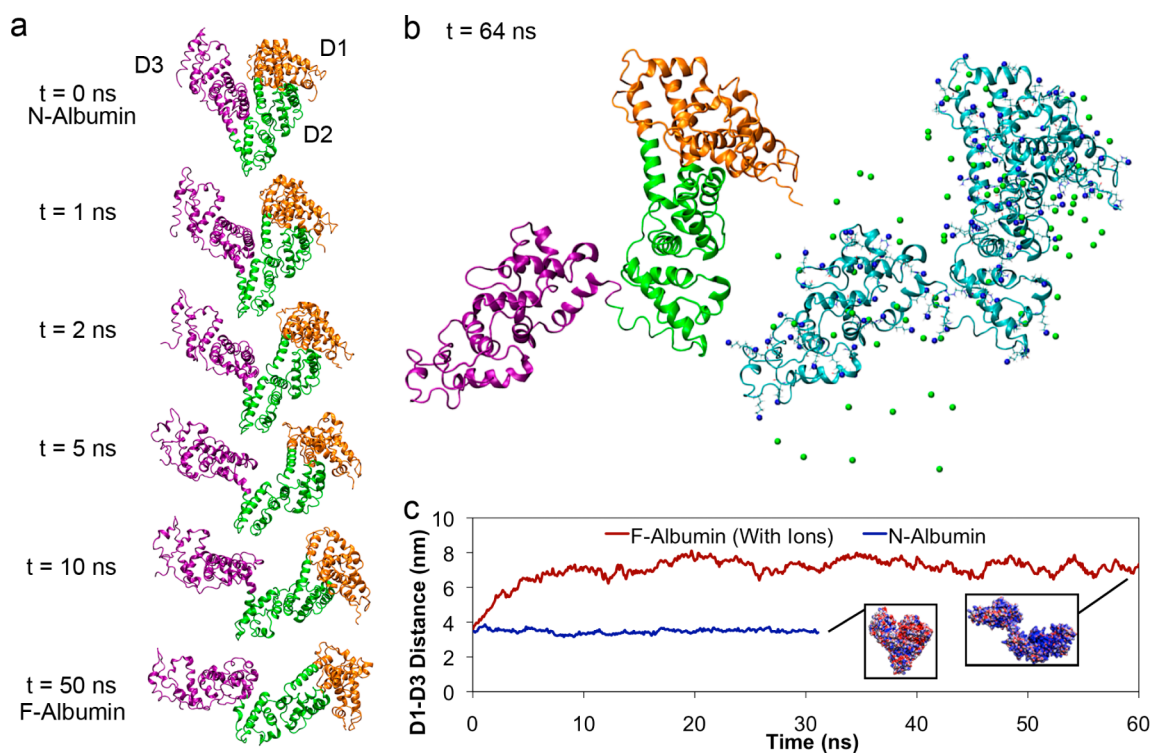 a
D3
D1
t = 0 ns
N-Albumin
D2
t = 1 ns
t = 2 ns
t = 5 ns
t = 10 ns
t = 50 ns
F-Albumin
b
t = 64 ns
c
D1-D3 Distance (nm)
10
8
6
4
2
0
F-Albumin (With Ions)
N-Albumin
0
10
20
30
40
50
60
Time (ns)